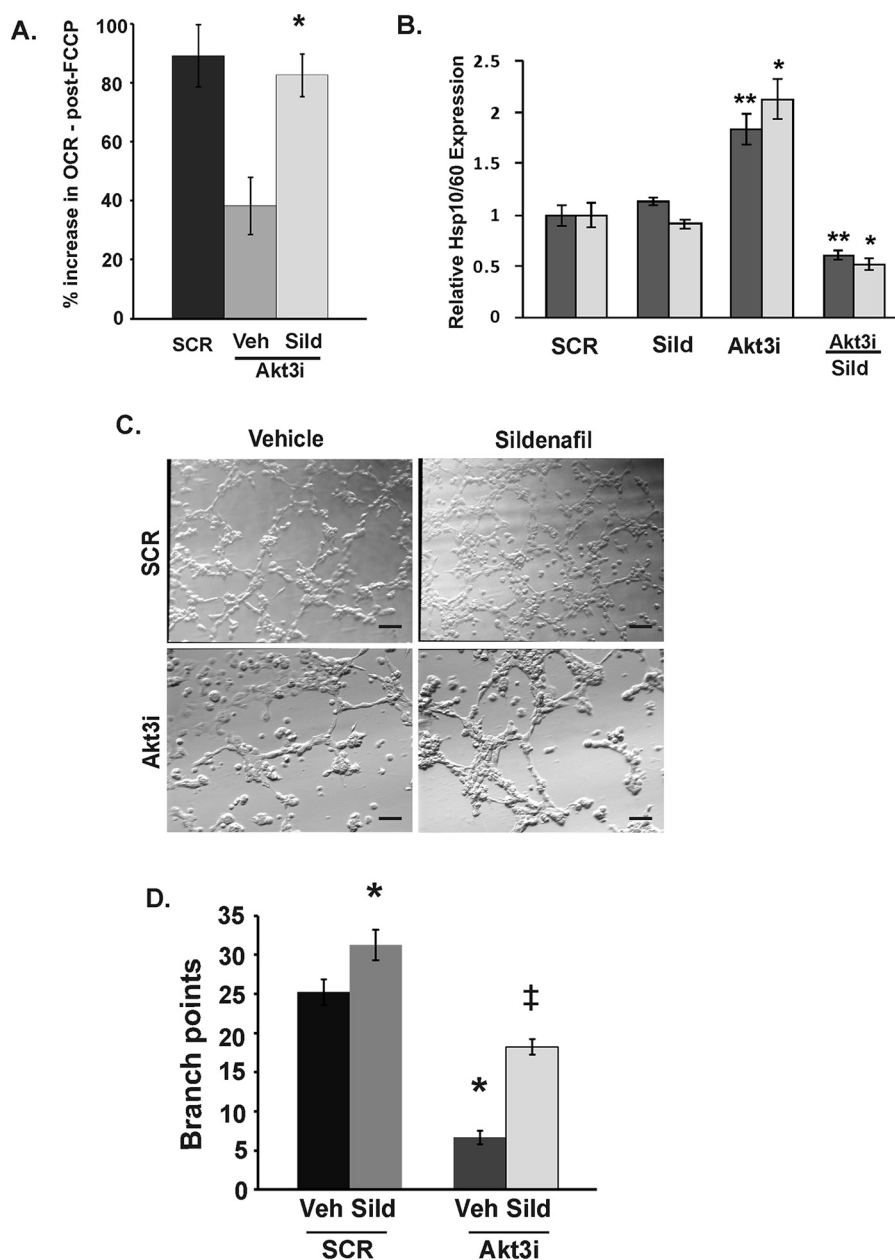 A.
% increase in OCR - post-FCCP
100
80
60
40
20
0
*
SCR
Veh Sild
Akt3i
B.
Relative Hsp10/60 Expression
2.5
2
1.5
1
0.5
0
** *
** *
SCR Sild Akt3i Akt3i
Sild
C.
Vehicle Sildenafil
SCR
Akt3i
D.
Branch points
35
30
25
20
15
10
5
0
*
* ‡
Veh Sild Veh Sild
SCR Akt3i